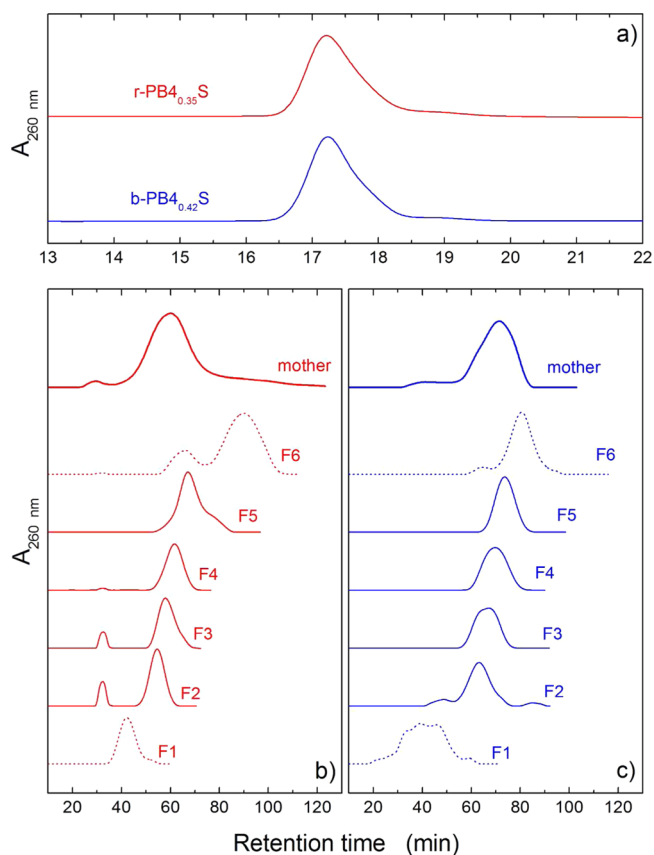 a)
r-PB4₀.₃₅S
b-PB4₀.₄₂S
A₂₆₀ ₙₘ
13 14 15 16 17 18 19 20 21 22
mother
F6
F5
F4
F3
F2
F1
b)
20 40 60 80 100 120
mother
F6
F5
F4
F3
F2
F1
c)
20 40 60 80 100 120
A₂₆₀ ₙₘ
Retention time (min)